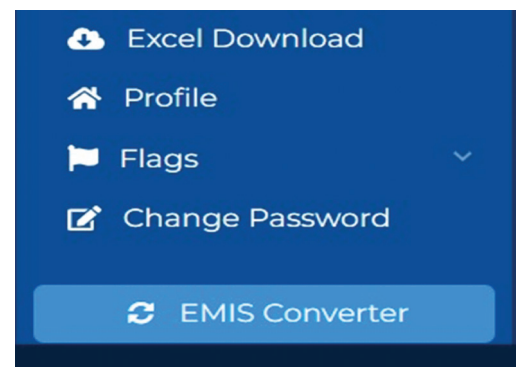 Excel Download
Profile
Flags
Change Password
EMIS Converter